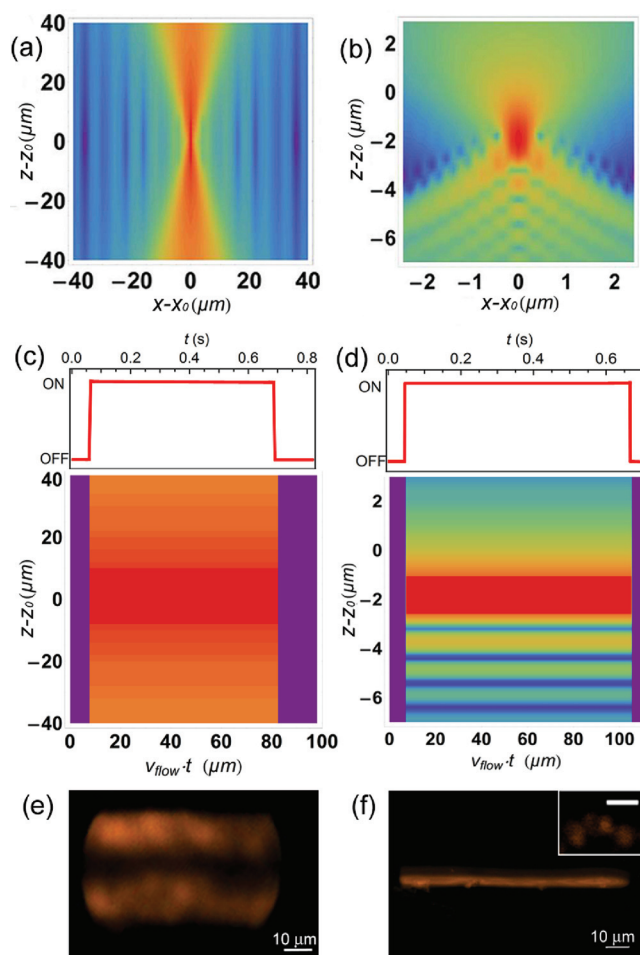 (a)
40
20
0
−20
−40
z-z0 (µm)
−40 −20 0 20 40
x-x0 (µm)
(b)
2
0
−2
−4
−6
z-z0 (µm)
−2 −1 0 1 2
x-x0 (µm)
(c)
t (s)
0.0 0.2 0.4 0.6 0.8
ON
OFF
40
20
0
−20
−40
z-z0 (µm)
0 20 40 60 80 100
vflow·t (µm)
(d)
t (s)
0.0 0.2 0.4 0.6
ON
OFF
2
0
−2
−4
−6
z-z0 (µm)
0 20 40 60 80 100
vflow·t (µm)
(e)
10 µm
(f)
10 µm